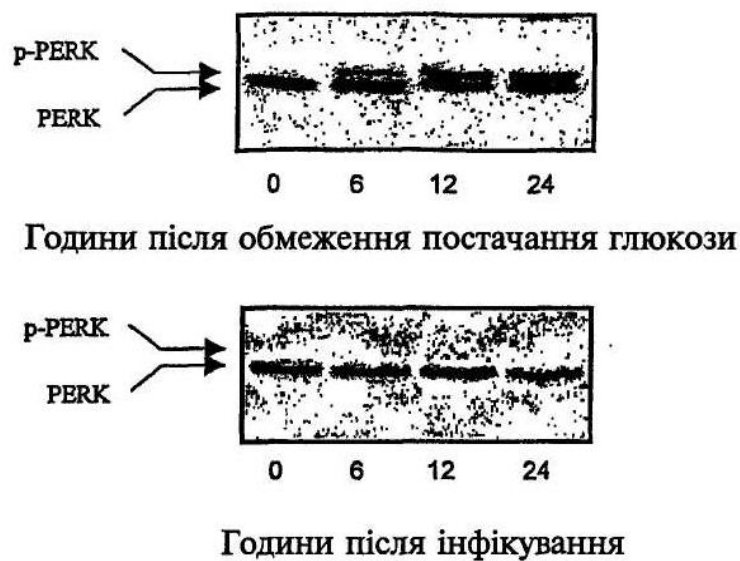 p-PERK
PERK
0 6 12 24
Години після обмеження постачання глюкози
p-PERK
PERK
0 6 12 24
Години після інфікування